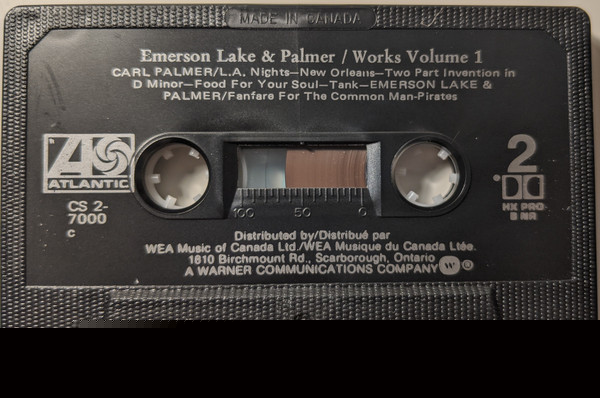 MADE IN CANADA
Emerson Lake & Palmer / Works Volume 1
CARL PALMER/L.A. Nights—New Orleans—Two Part Invention in
D Minor—Food For Your Soul—Tank—EMERSON LAKE &
PALMER/Fanfare For The Common Man-Pirates
ATLANTIC
CS 2-
7000
C
2
HX PRO
B NR
100 50 0
Distributed by/Distribué par
WEA Music of Canada Ltd./WEA Musique du Canada Ltée.
1810 Birchmount Rd., Scarborough, Ontario
A WARNER COMMUNICATIONS COMPANY W ®